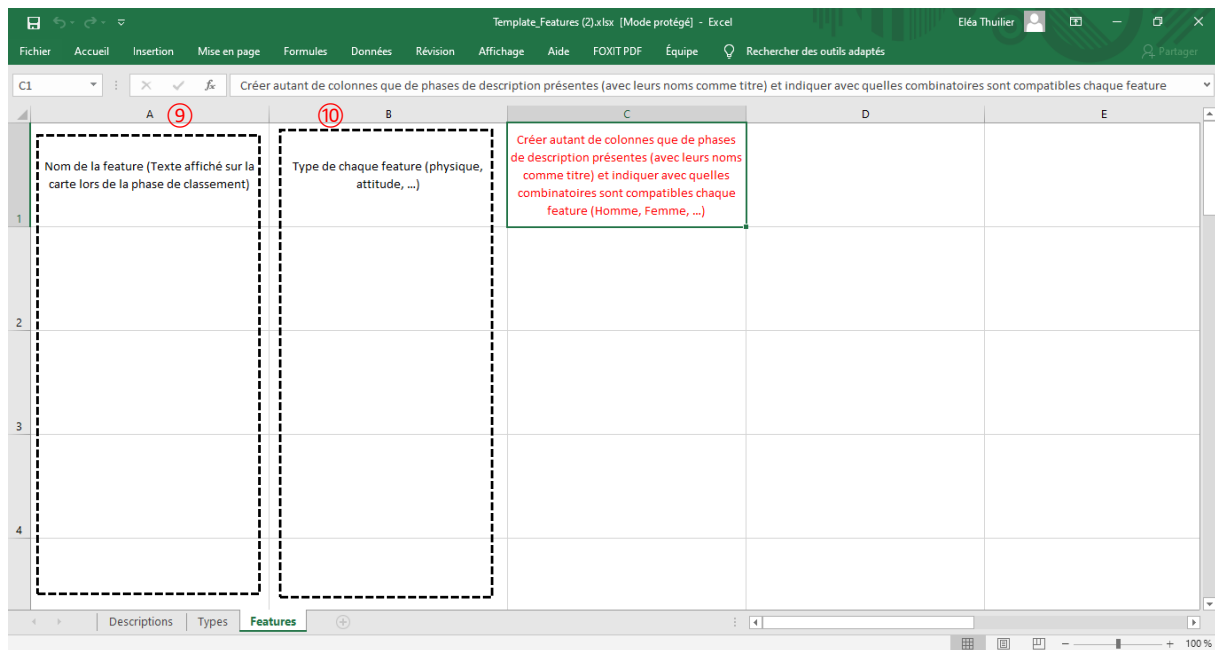 Template_Features (2).xlsx [Mode protégé] - Excel
Eléa Thuilier
Fichier Accueil Insertion Mise en page Formules Données Révision Affichage Aide FOXIT PDF Équipe Rechercher des outils adaptés Partager
C1 fx Créer autant de colonnes que de phases de description présentes (avec leurs noms comme titre) et indiquer avec quelles combinatoires sont compatibles chaque feature
A ⑨ ⑩ B C D E
Nom de la feature (Texte affiché sur la
carte lors de la phase de classement)
Type de chaque feature (physique,
attitude, ...)
Créer autant de colonnes que de phases
de description présentes (avec leurs noms
comme titre) et indiquer avec quelles
combinatoires sont compatibles chaque
feature (Homme, Femme, ...)
1
2
3
4
Descriptions Types Features
100 %